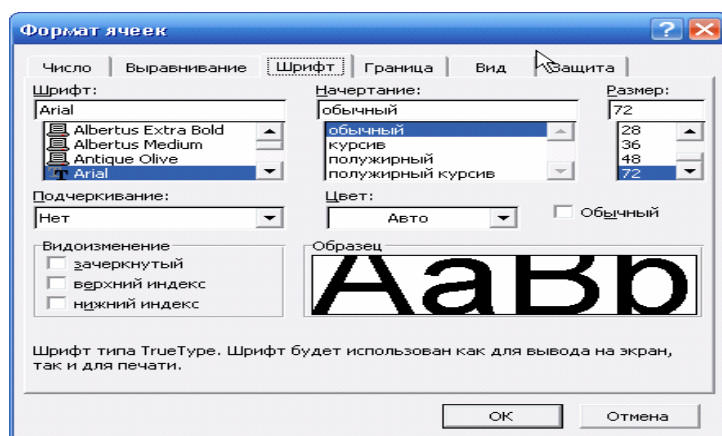 Формат ячеек
Число Выравнивание Шрифт Граница Вид Защита
Шрифт: Начертание: Размер:
Arial обычный 72
Albertus Extra Bold обычный 28
Albertus Medium курсив 36
Antique Olive полужирный 48
Arial полужирный курсив 72
Подчеркивание: Цвет:
Нет Авто Обычный
Видоизменение Образец
зачеркнутый
верхний индекс
нижний индекс
AaBb
Шрифт типа TrueType. Шрифт будет использован как для вывода на экран,
так и для печати.
ОК Отмена